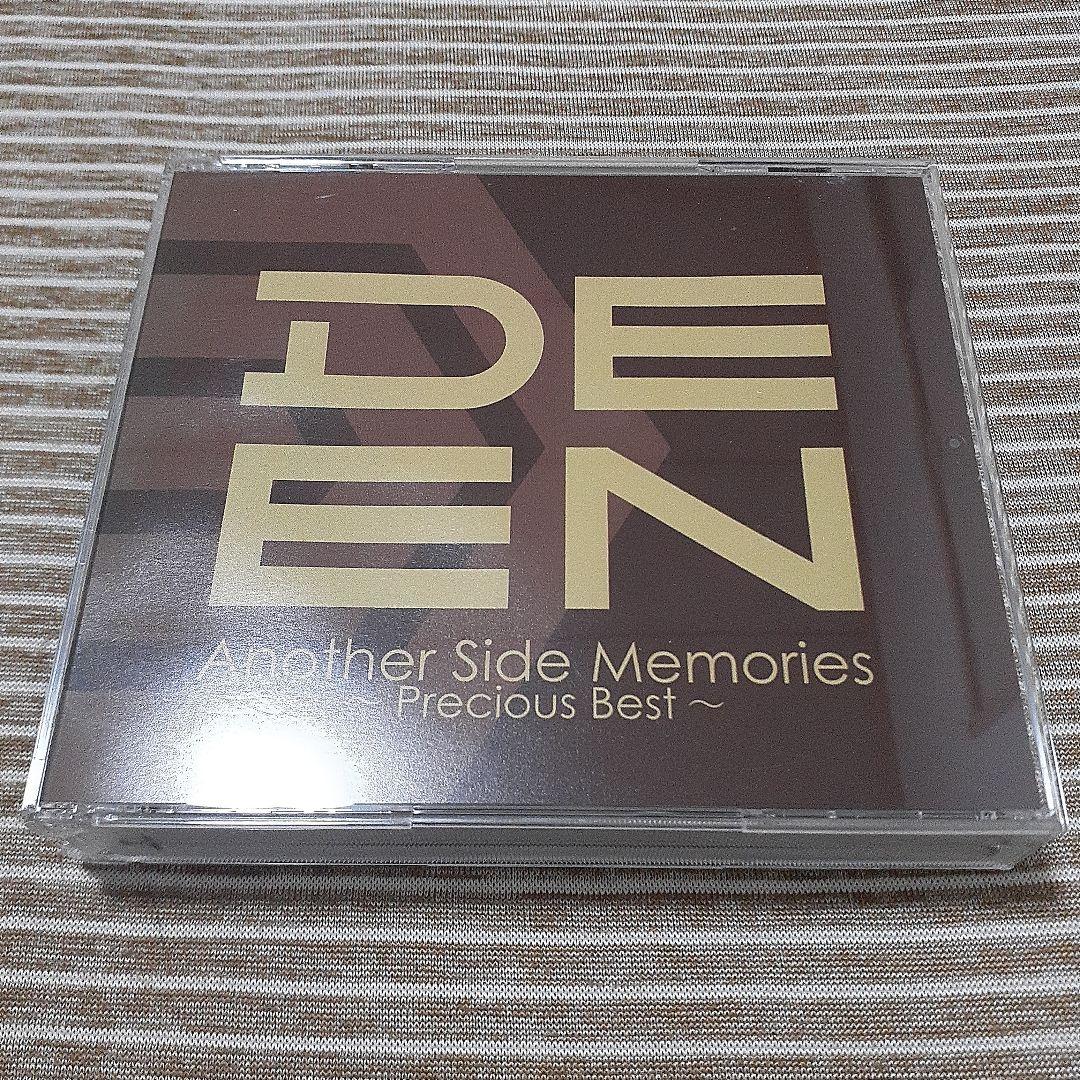 DE
EN
Another Side Memories
Precious Best～